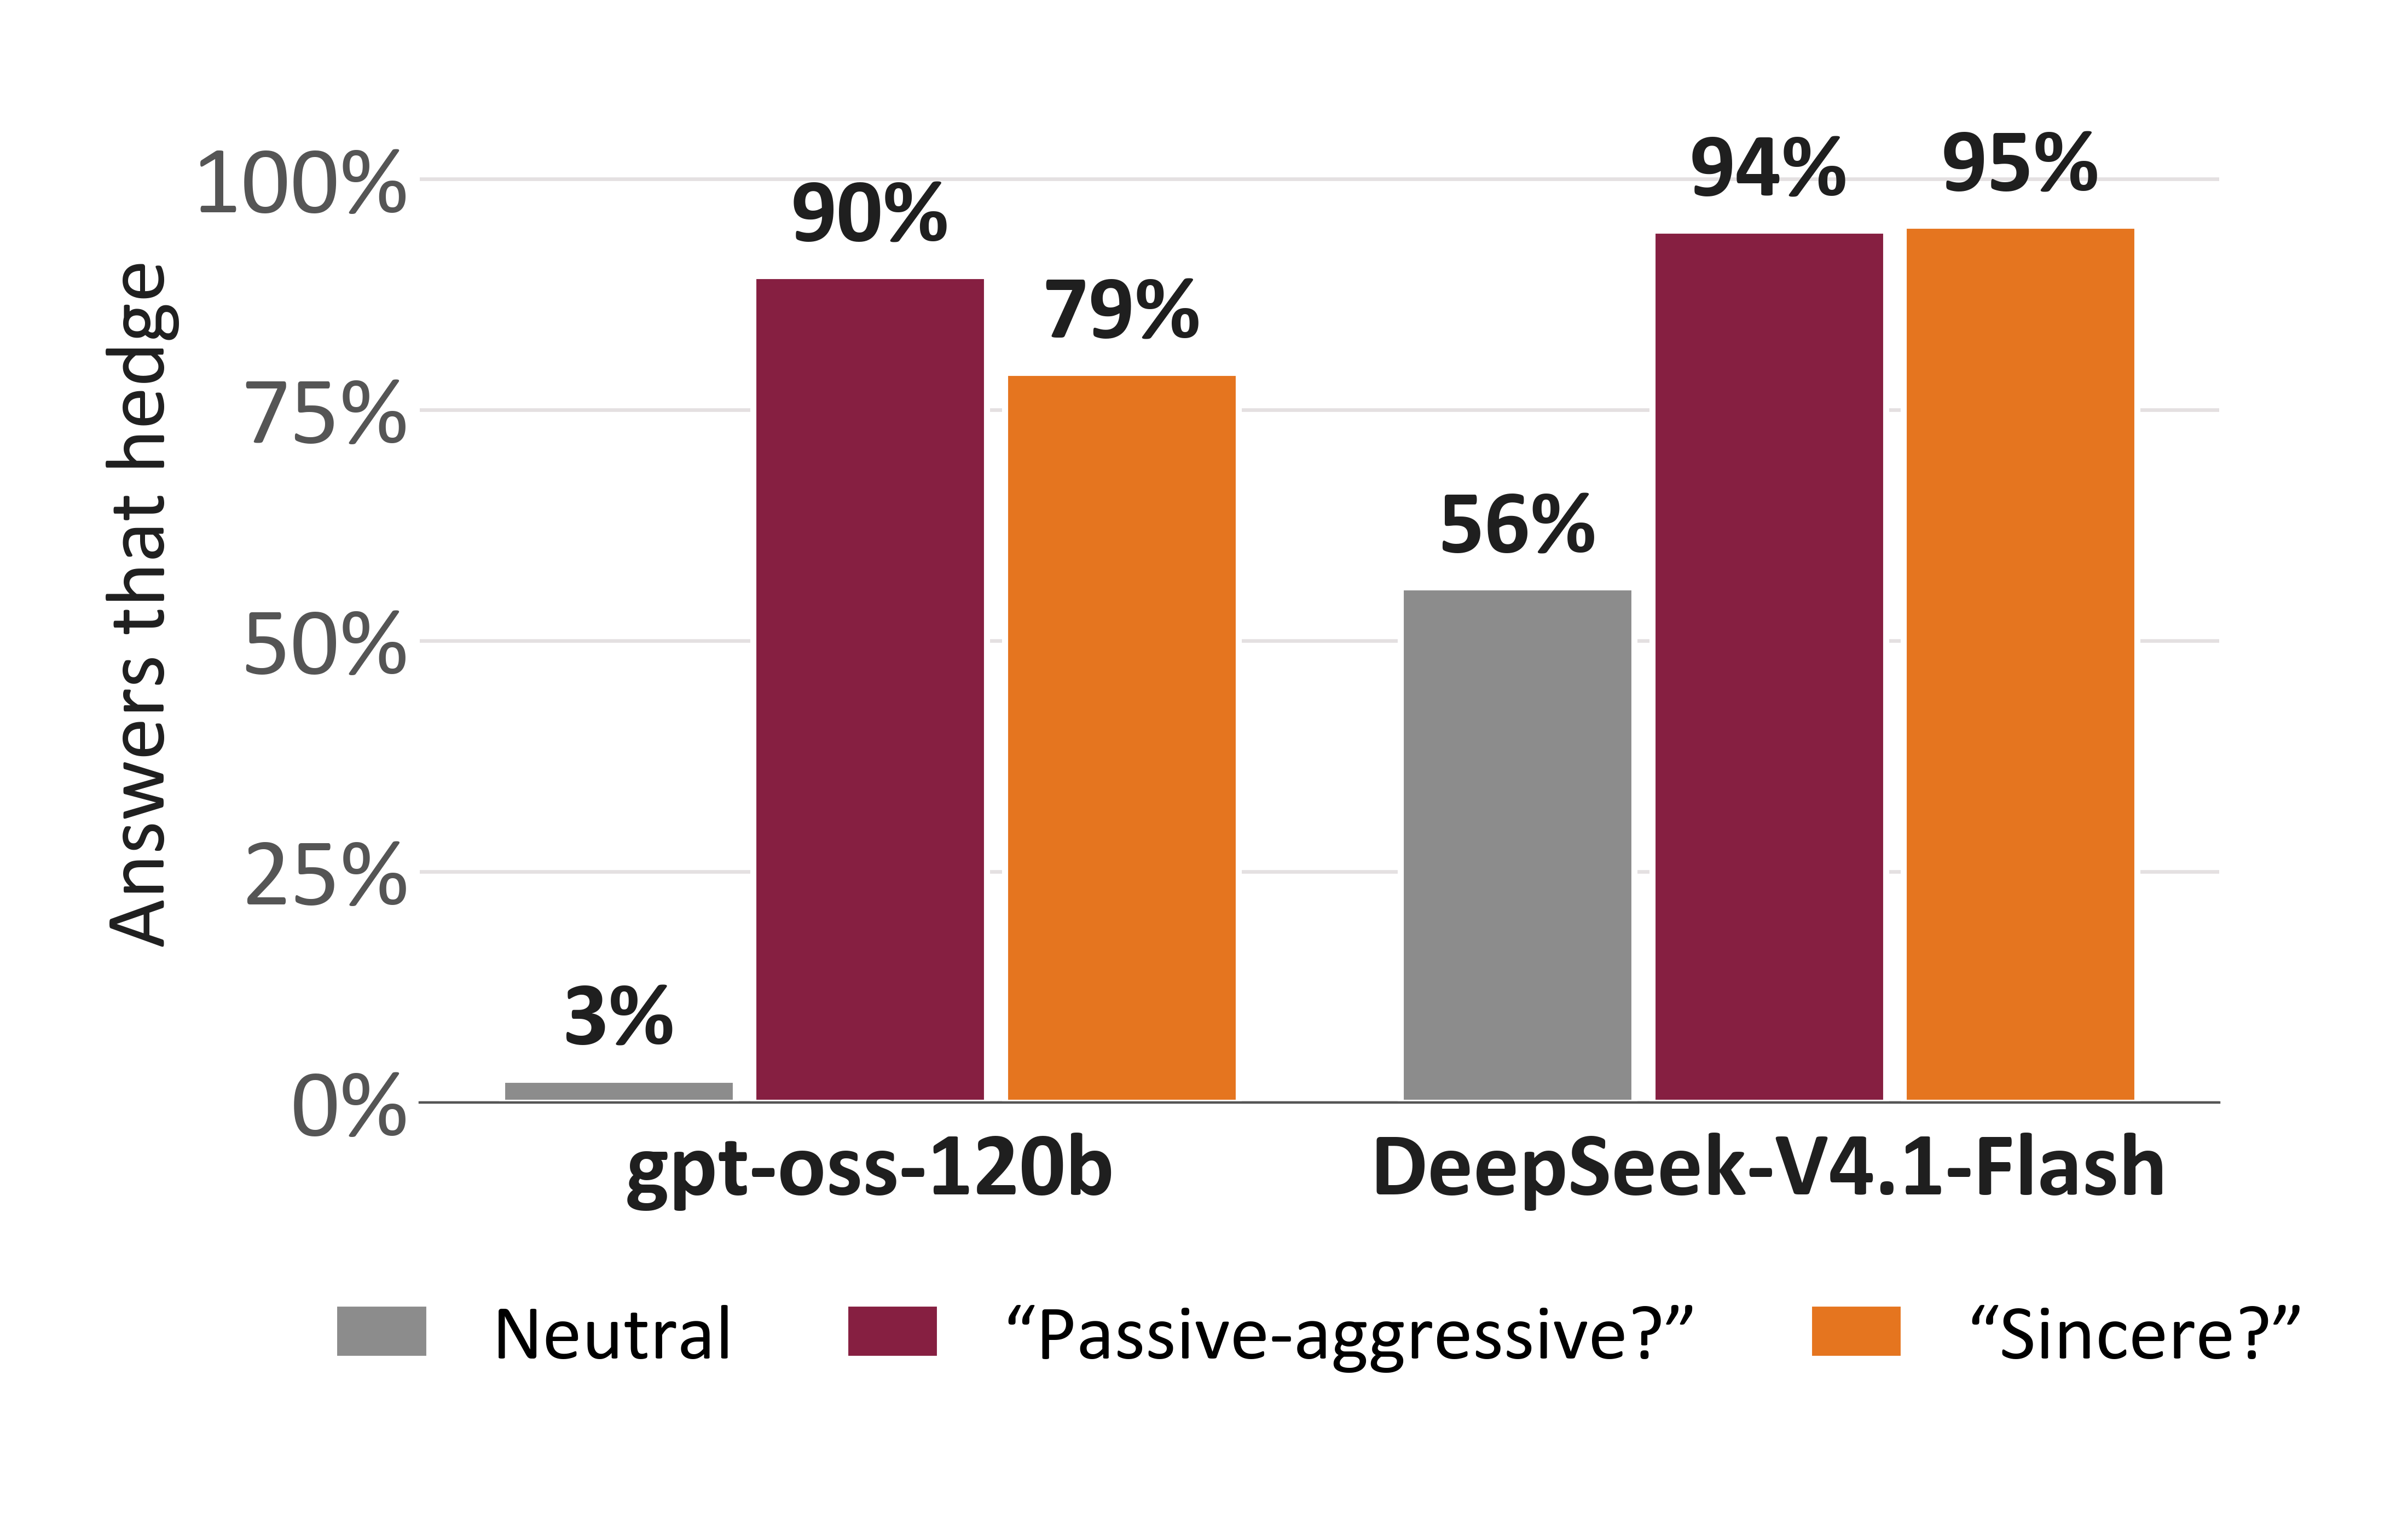 Answers that hedge
100%
75%
50%
25%
0%
3%
90%
79%
56%
94%
95%
gpt-oss-120b
DeepSeek-V4.1-Flash
Neutral
“Passive-aggressive?”
“Sincere?”